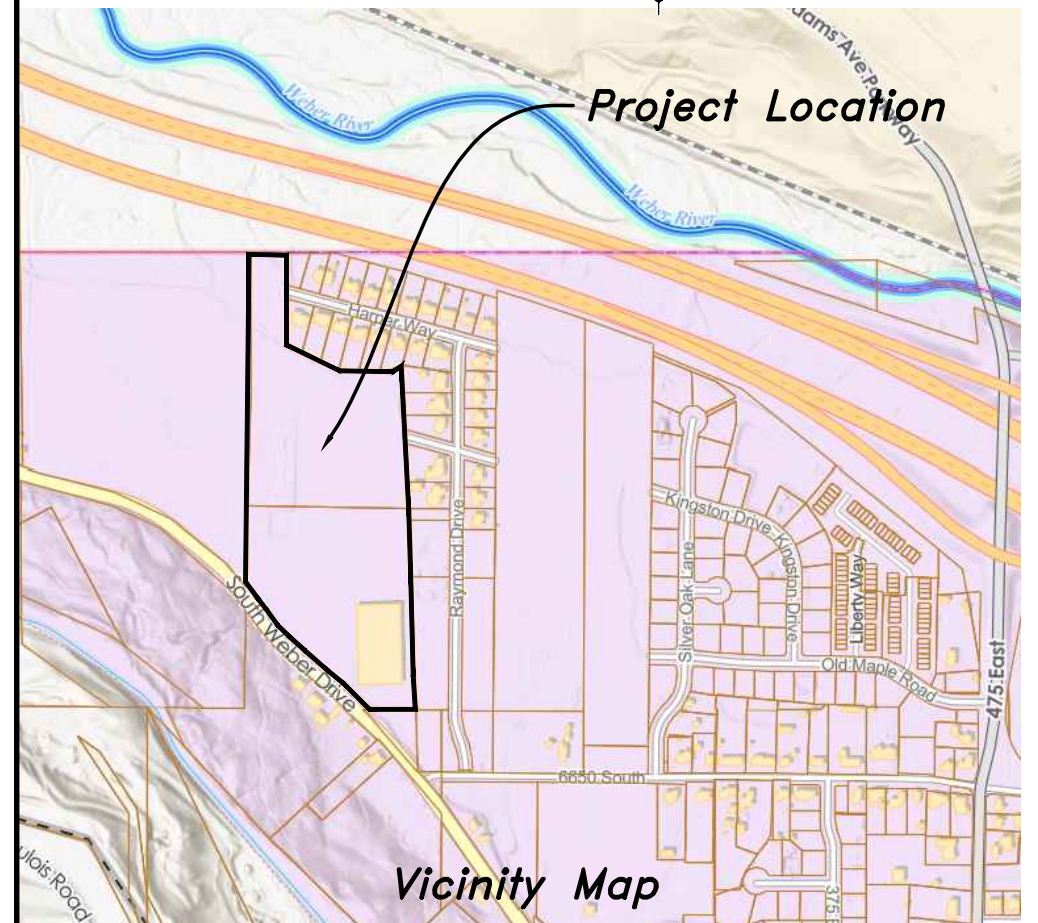 Adams Ave Parkway
Weber River
Project Location
Weber River
Harper Way
Raymond Drive
Kingston Drive
Kingston Drive
Silver Oak Lane
Liberty Way
South Weber Drive
Old Maple Road
475 East
6650 South
Vicinity Map